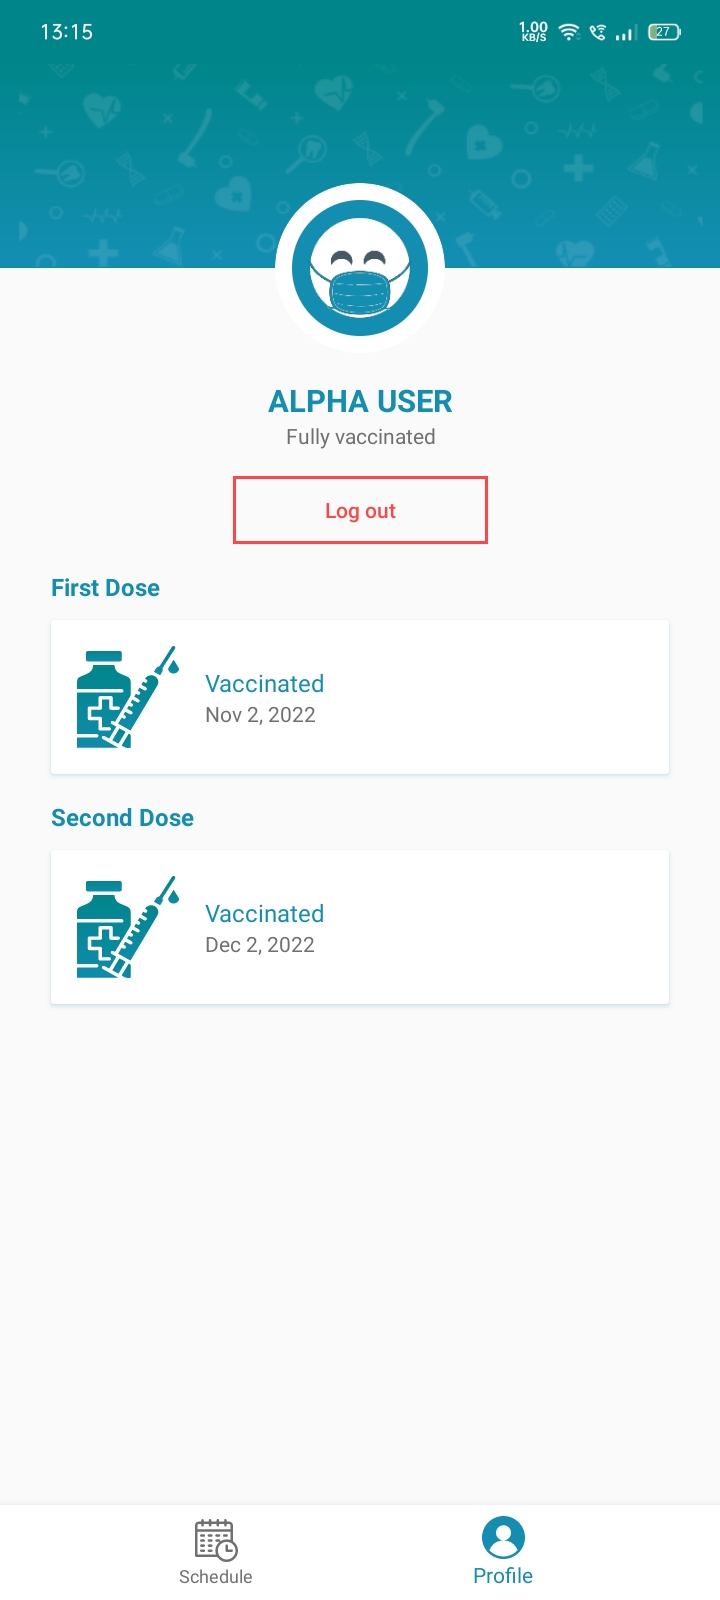 13:15
1.00
KB/S
27
ALPHA USER
Fully vaccinated
Log out
First Dose
Vaccinated
Nov 2, 2022
Second Dose
Vaccinated
Dec 2, 2022
Schedule
Profile